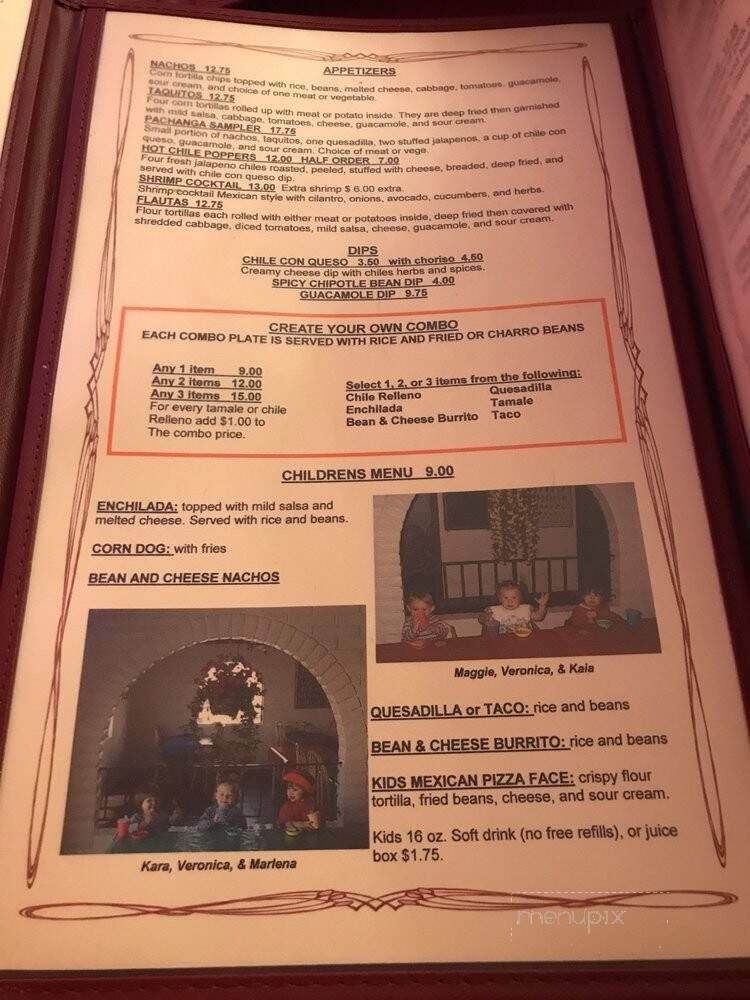 APPETIZERS
NACHOS 12.75
Corn tortilla chips topped with rice, beans, melted cheese, cabbage, tomatoes, guacamole,
sour cream, and choice of one meat or vegetable.
TAQUITOS 12.75
Four corn tortillas rolled up with meat or potato inside. They are deep fried then garnished
with mild salsa, cabbage, tomatoes, cheese, guacamole, and sour cream.
PACHANGA SAMPLER 17.75
Small portion of nachos, taquitos, one quesadilla, two stuffed jalapenos, a cup of chile con
queso, guacamole, and sour cream. Choice of meat or vege.
HOT CHILE POPPERS 12.00 HALF ORDER 7.00
Four fresh jalapeno chiles roasted, peeled, stuffed with cheese, breaded, deep fried, and
served with chile con queso dip.
SHRIMP COCKTAIL 13.00 Extra shrimp $ 6.00 extra.
Shrimp cocktail Mexican style with cilantro, onions, avocado, cucumbers, and herbs.
FLAUTAS 12.75
Flour tortillas each rolled with either meat or potatoes inside, deep fried then covered with
shredded cabbage, diced tomatoes, mild salsa, cheese, guacamole, and sour cream.
DIPS
CHILE CON QUESO 3.50 with choriso 4.50
Creamy cheese dip with chiles herbs and spices.
SPICY CHIPOTLE BEAN DIP 4.00
GUACAMOLE DIP 9.75
CREATE YOUR OWN COMBO
EACH COMBO PLATE IS SERVED WITH RICE AND FRIED OR CHARRO BEANS
Any 1 item 9.00
Any 2 items 12.00
Any 3 items 15.00
For every tamale or chile
Relleno add $1.00 to
The combo price.
Select 1, 2, or 3 items from the following:
Chile Relleno Quesadilla
Enchilada Tamale
Bean & Cheese Burrito Taco
CHILDRENS MENU 9.00
ENCHILADA: topped with mild salsa and
melted cheese. Served with rice and beans.
CORN DOG: with fries
BEAN AND CHEESE NACHOS
Maggie, Veronica, & Kaia
Kara, Veronica, & Marlena
QUESADILLA or TACO: rice and beans
BEAN & CHEESE BURRITO: rice and beans
KIDS MEXICAN PIZZA FACE: crispy flour
tortilla, fried beans, cheese, and sour cream.
Kids 16 oz. Soft drink (no free refills), or juice
box $1.75.
menupix